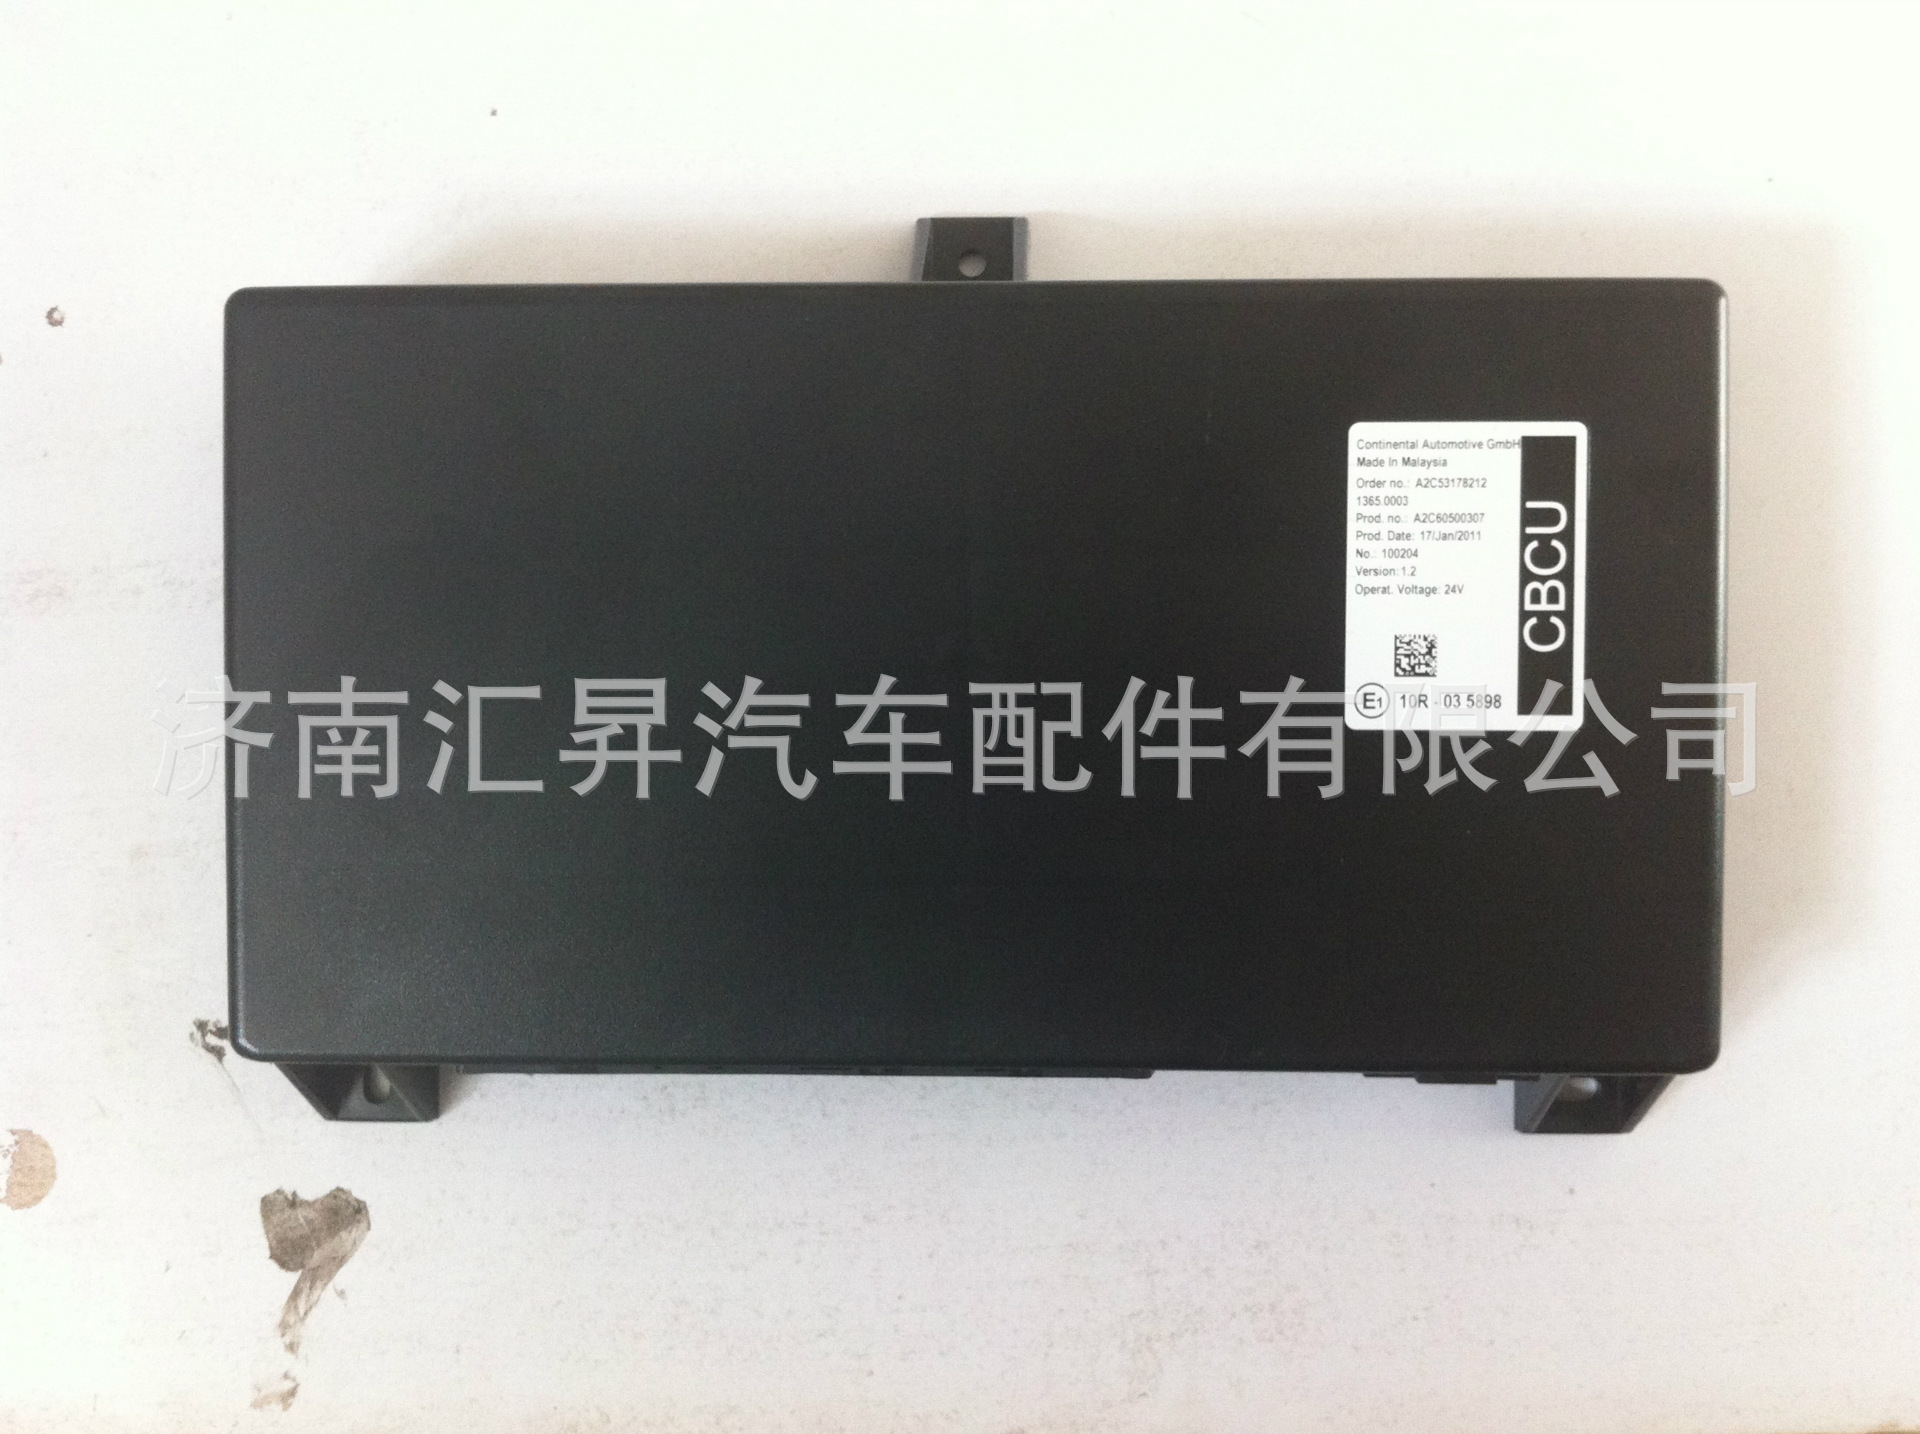 Continental Automotive GmbH
Made In Malaysia
Order no.: A2C53178212
1365.0003
Prod. no.: A2C60500307
Prod. Date: 17/Jan/2011
No.: 100204
Version: 1.2
Operat. Voltage: 24V
CBCU
E1 10R - 03 5898
济南汇昇汽车配件有限公司